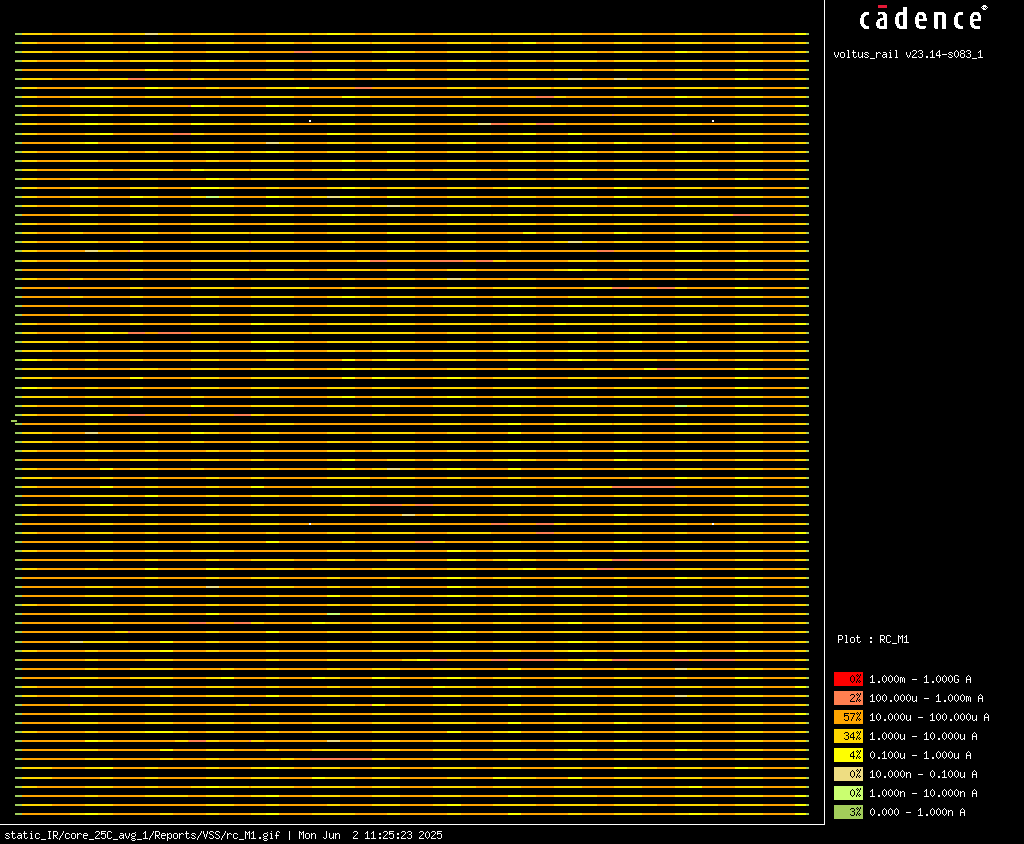 cādence®
voltus_rail v23.14-s083_1
Plot : RC_M1
0% 1.000m - 1.000G A
2% 100.000u - 1.000m A
57% 10.000u - 100.000u A
34% 1.000u - 10.000u A
4% 0.100u - 1.000u A
0% 10.000n - 0.100u A
0% 1.000n - 10.000n A
3% 0.000 - 1.000n A
static_IR/core_25C_avg_1/Reports/VSS/rc_M1.gif | Mon Jun  2 11:25:23 2025